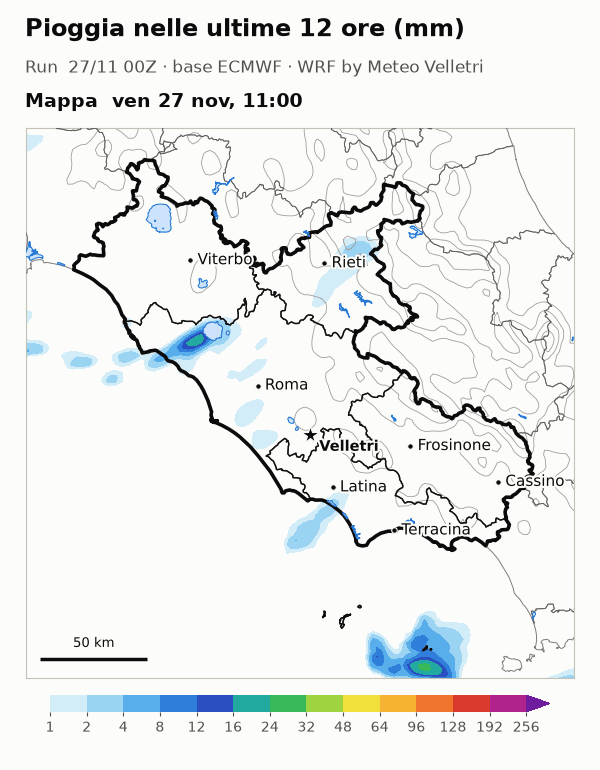 Pioggia nelle ultime 12 ore (mm)
Run 27/11 00Z · base ECMWF · WRF by Meteo Velletri
Mappa ven 27 nov, 11:00
Viterbo
Rieti
Roma
Velletri
Frosinone
Latina
Cassino
Terracina
50 km
1 2 4 8 12 16 24 32 48 64 96 128 192 256